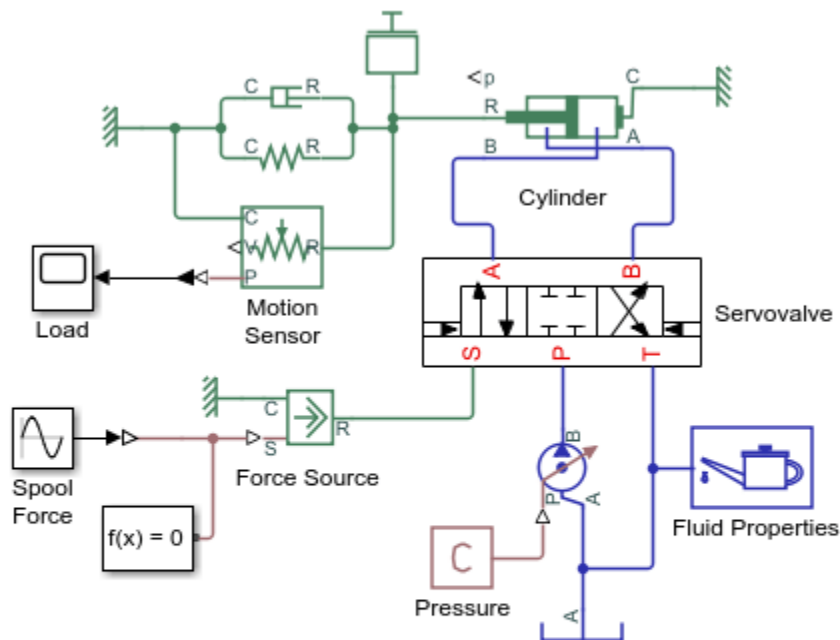 C R
<p C
R
C R
B A
Cylinder
C
V R
P
A B
Load
Motion
Sensor
Servovalve
S P T
C
R
S
B
Spool
Force
Force Source
P A
Fluid Properties
f(x) = 0
C
Pressure
A